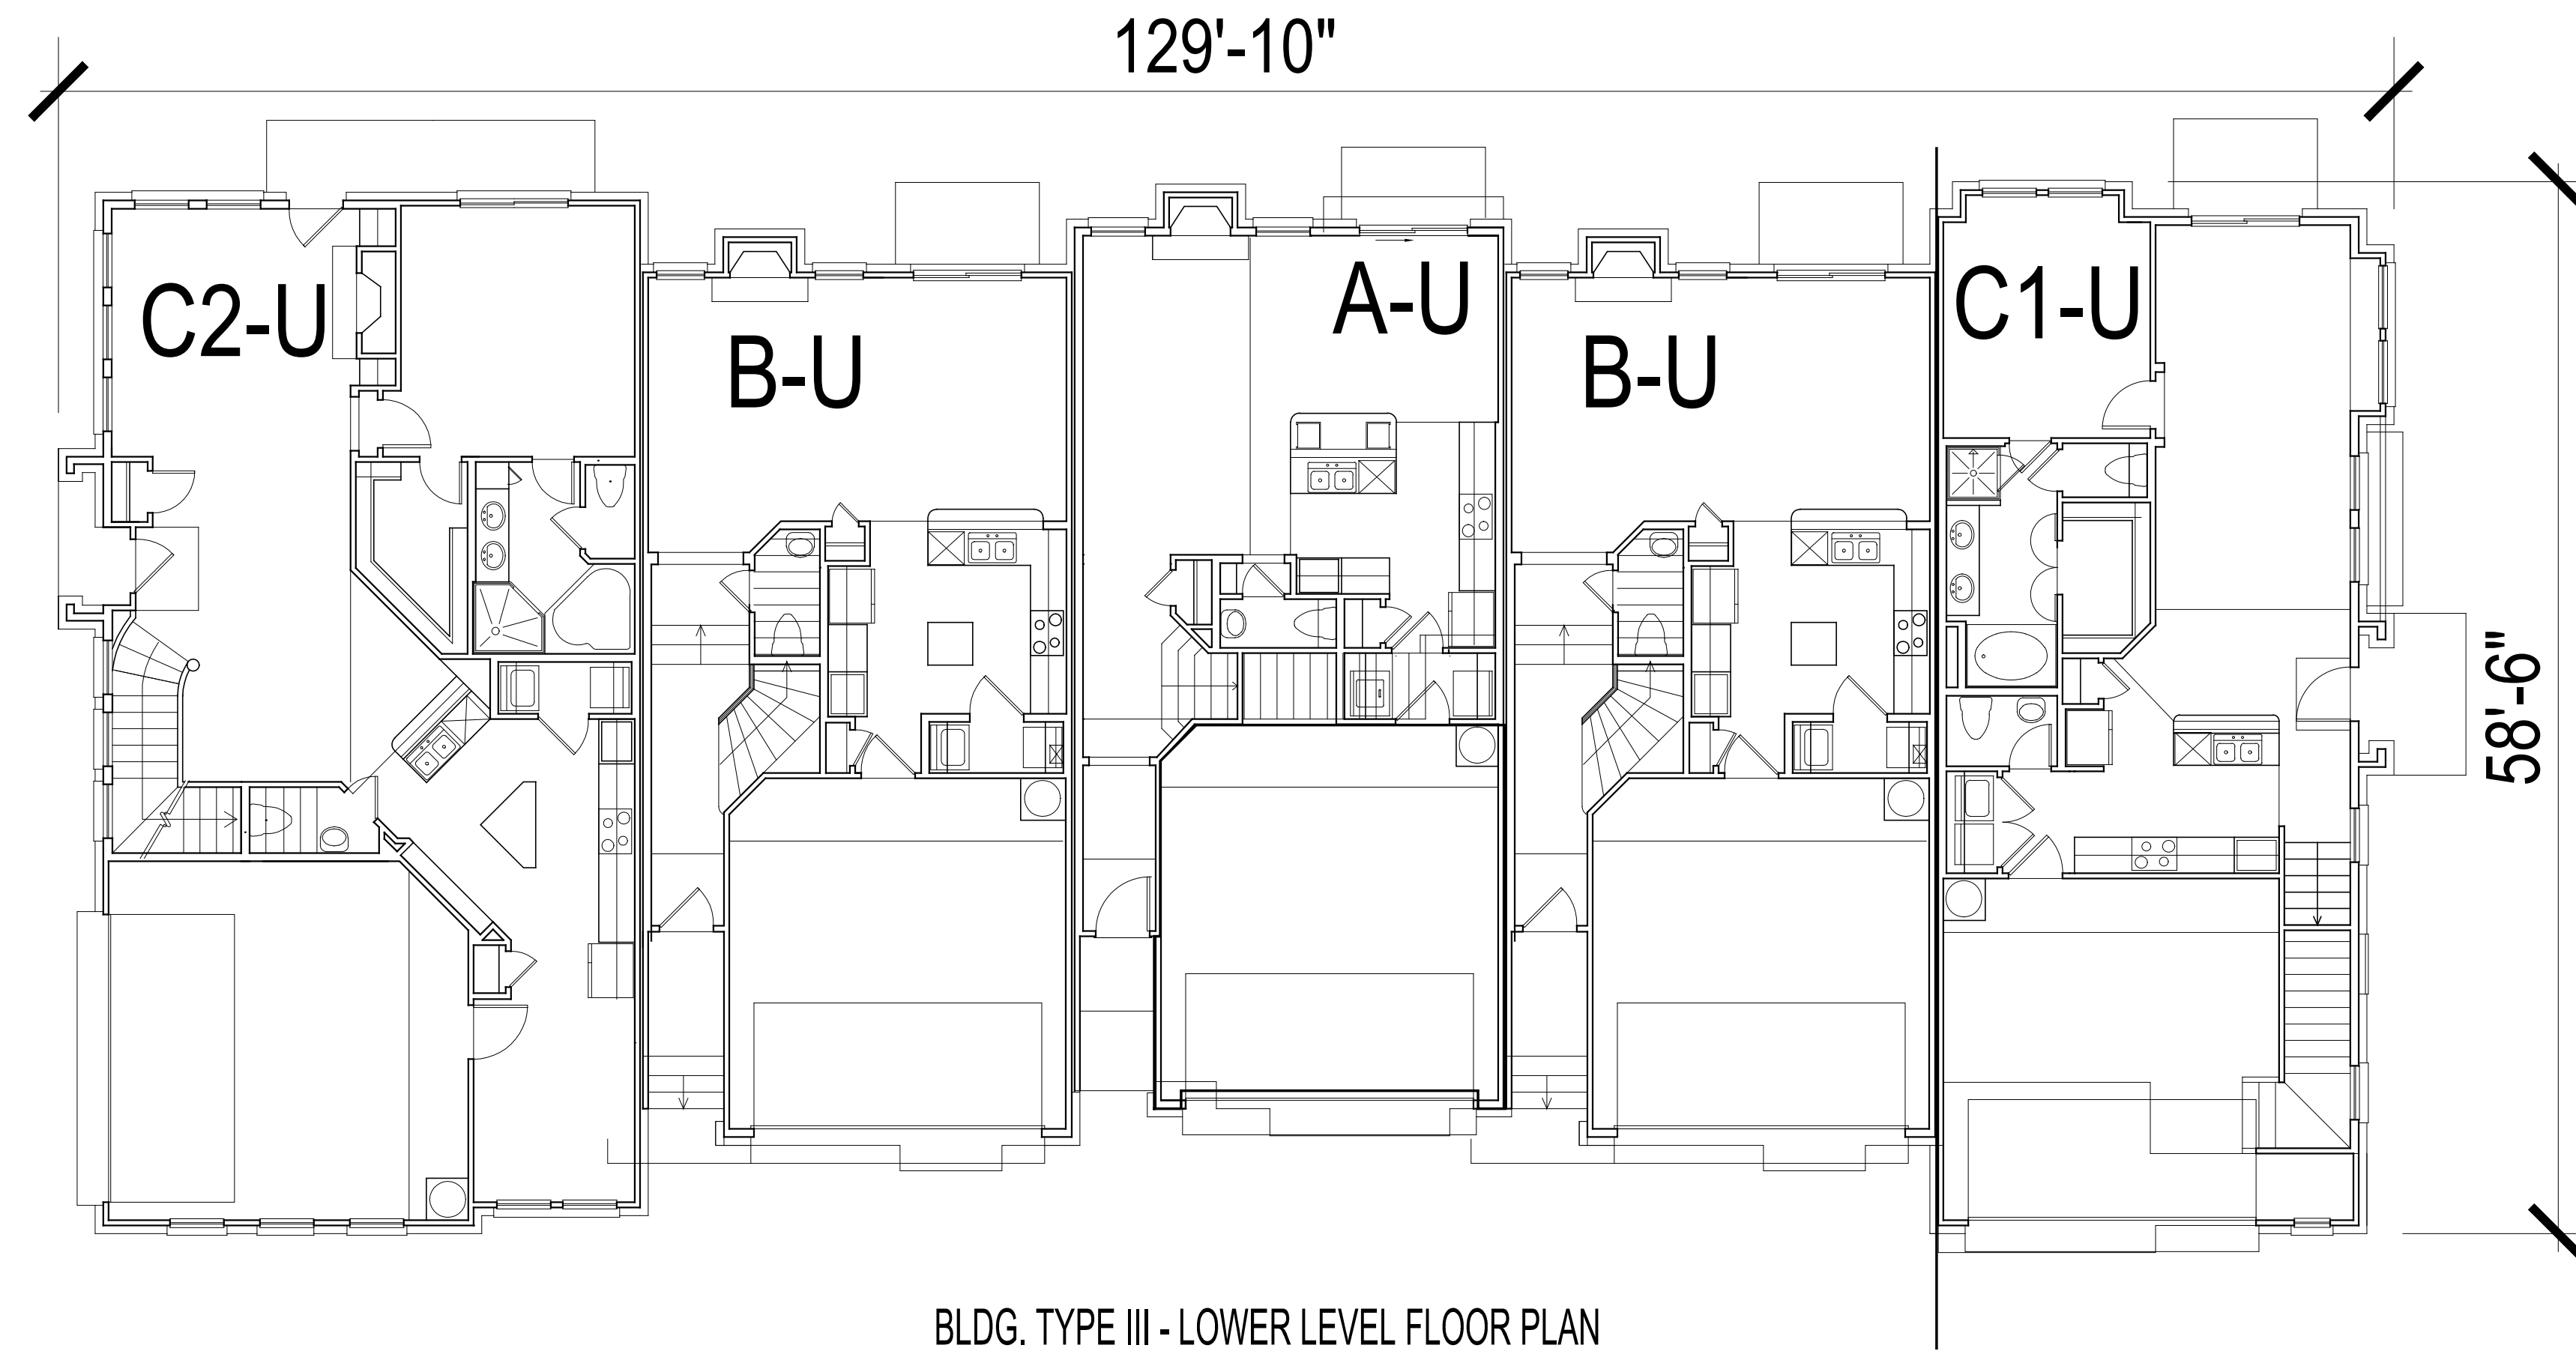 129'-10"
C2-U
B-U
A-U
B-U
C1-U
58'-6"
BLDG. TYPE III - LOWER LEVEL FLOOR PLAN